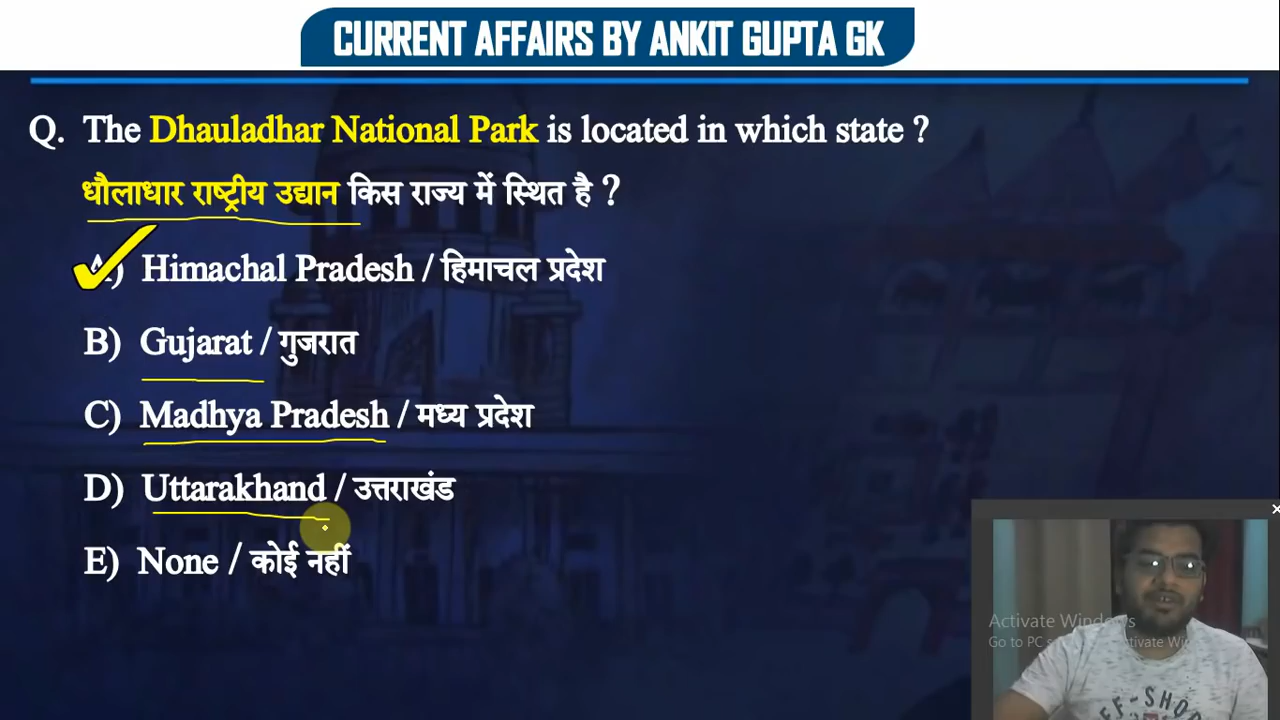 CURRENT AFFAIRS BY ANKIT GUPTA GK
Q. The Dhauladhar National Park is located in which state ?
धौलाधार राष्ट्रीय उद्यान किस राज्य में स्थित है ?
A) Himachal Pradesh / हिमाचल प्रदेश
B) Gujarat / गुजरात
C) Madhya Pradesh / मध्य प्रदेश
D) Uttarakhand / उत्तराखंड
E) None / कोई नहीं
Activate Windows
Go to PC